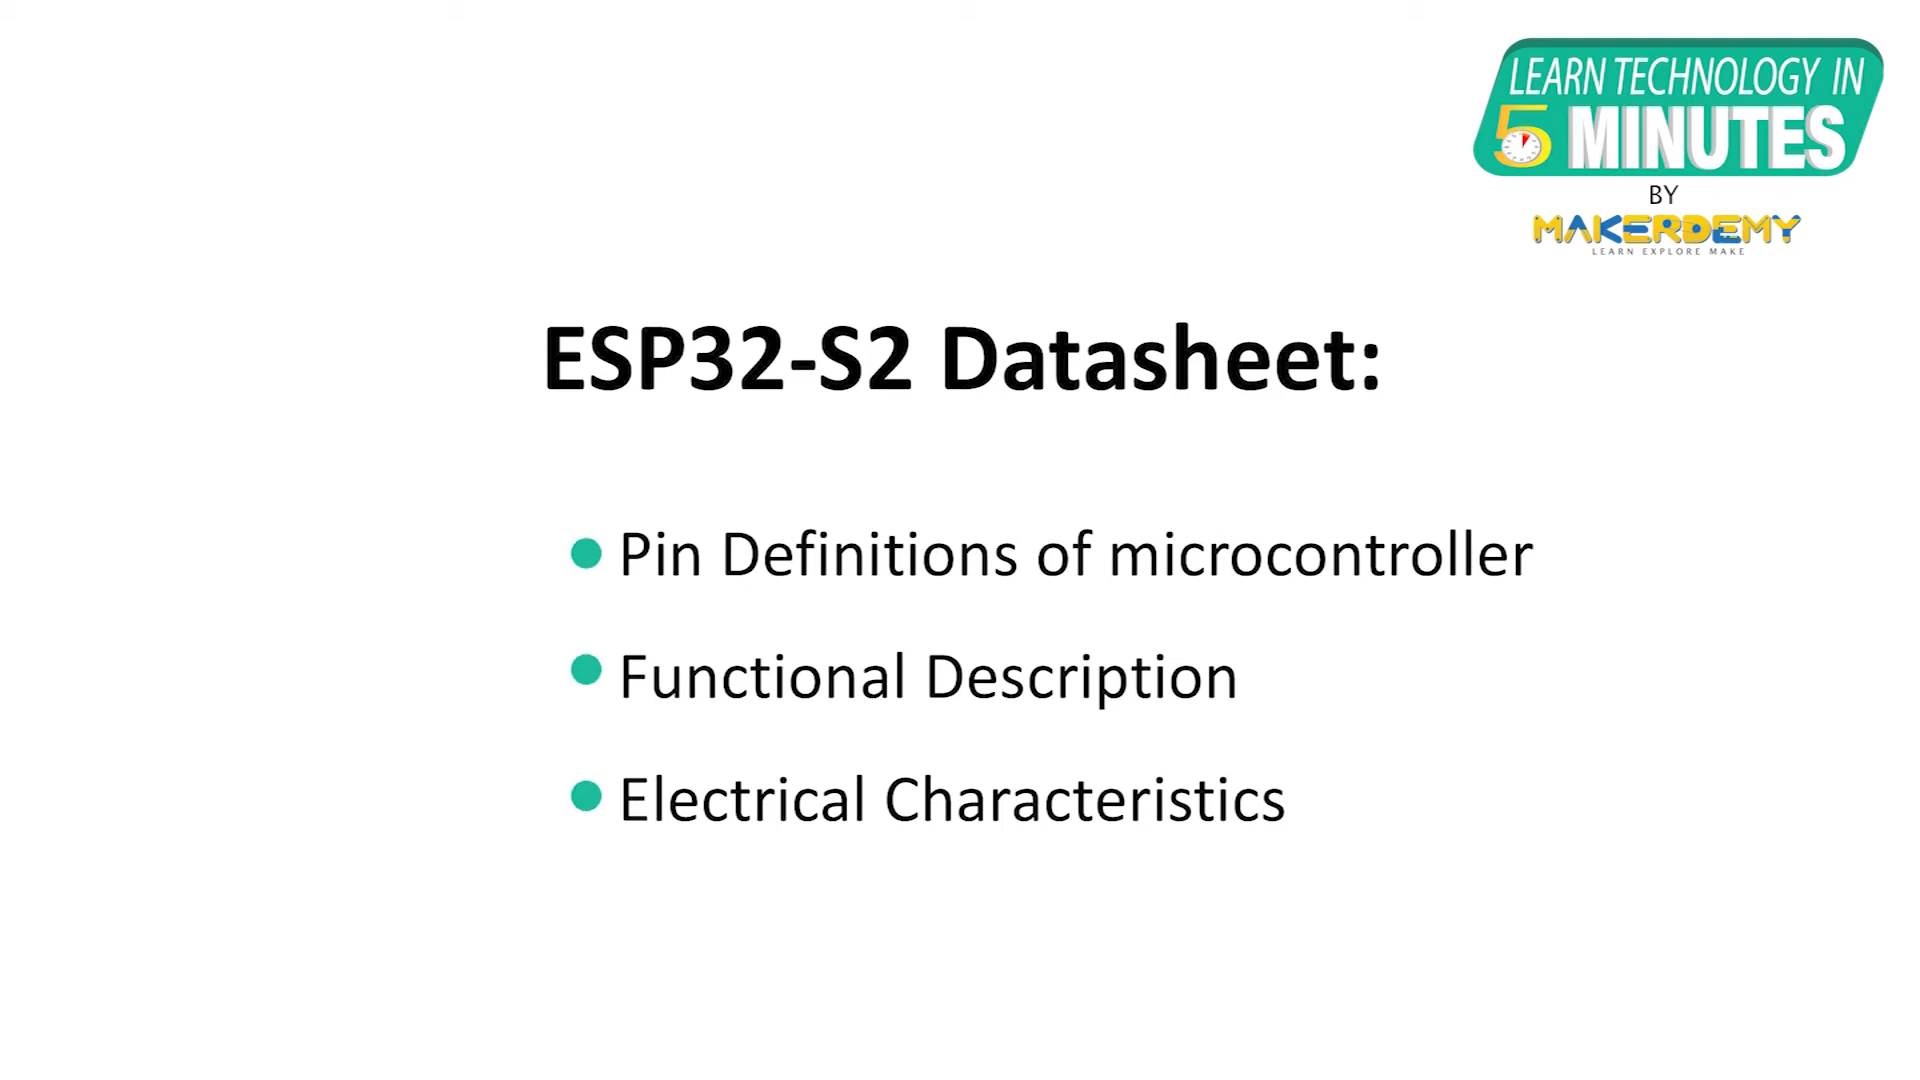 LEARN TECHNOLOGY IN
5 MINUTES
BY
MAKERDEMY
LEARN EXPLORE MAKE
ESP32-S2 Datasheet:
Pin Definitions of microcontroller
Functional Description
Electrical Characteristics